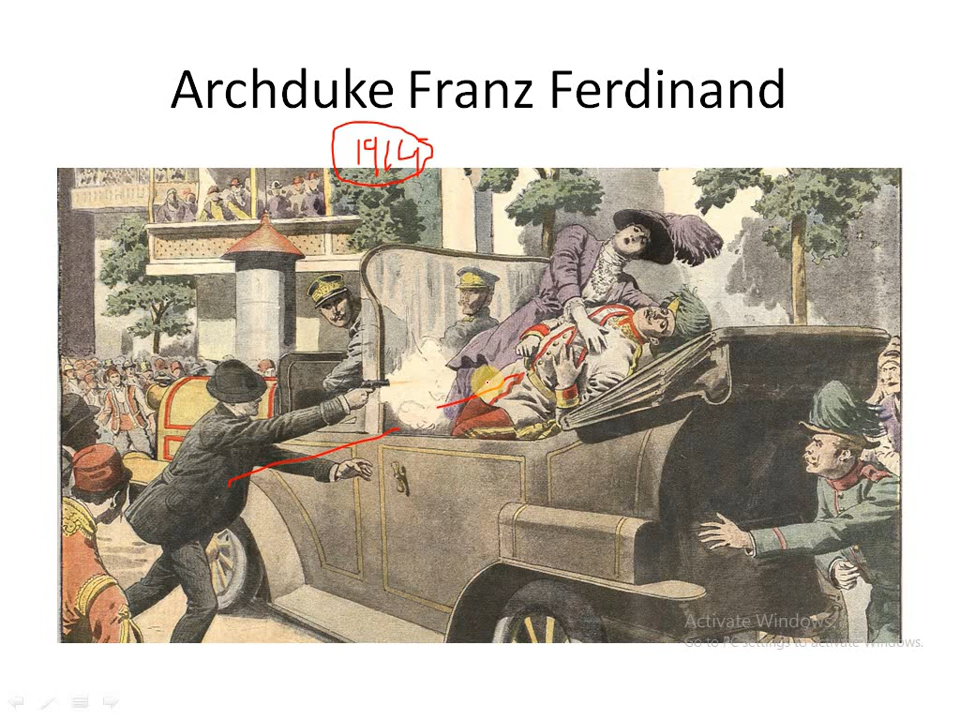 Archduke Franz Ferdinand
1914
Activate Windows
Go to PC settings to activate Windows.